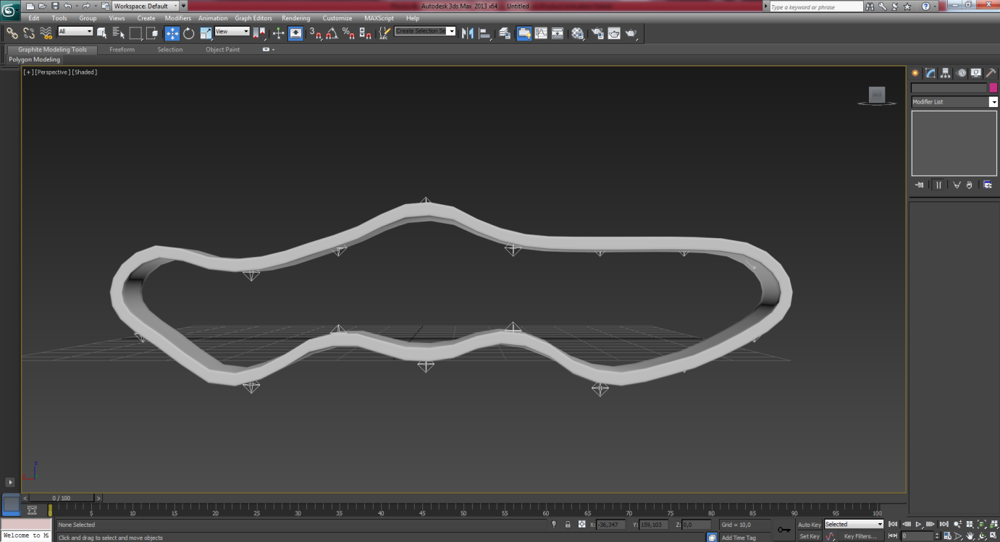 Workspace: Default
Autodesk 3ds Max 2013 x64 Untitled
Type a keyword or phrase
Edit Tools Group Views Create Modifiers Animation Graph Editors Rendering Customize MAXScript Help
All
View
3
%
Create Selection Se
Graphite Modeling Tools Freeform Selection Object Paint
Polygon Modeling
[+] [Perspective] [Shaded]
Modifier List
z
0 / 100
0 5 10 15 20 25 30 35 40 45 50 55 60 65 70 75 80 85 90 95 100
None Selected X: -36,347 Y: 159,103 Z: 0,0 Grid = 10,0 Auto Key Selected
Welcome to M Click and drag to select and move objects Add Time Tag Set Key Key Filters... 0